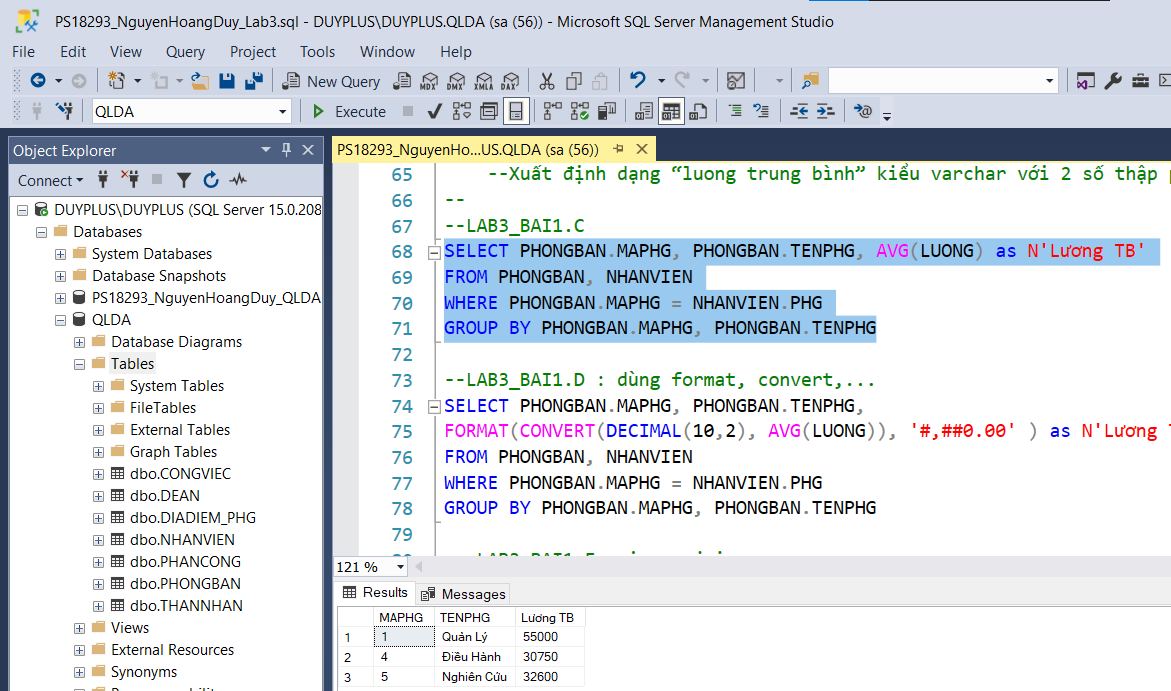 PS18293_NguyenHoangDuy_Lab3.sql - DUYPLUS\DUYPLUS.QLDA (sa (56)) - Microsoft SQL Server Management Studio
File Edit View Query Project Tools Window Help
New Query MDX DMX XMLA DAX
QLDA Execute
Object Explorer
Connect
DUYPLUS\DUYPLUS (SQL Server 15.0.208
Databases
System Databases
Database Snapshots
PS18293_NguyenHoangDuy_QLDA
QLDA
Database Diagrams
Tables
System Tables
FileTables
External Tables
Graph Tables
dbo.CONGVIEC
dbo.DEAN
dbo.DIADIEM_PHG
dbo.NHANVIEN
dbo.PHANCONG
dbo.PHONGBAN
dbo.THANNHAN
Views
External Resources
Synonyms
PS18293_NguyenHo...US.QLDA (sa (56))
65 --Xuất định dạng “luong trung bình” kiểu varchar với 2 số thập
66 --
67 --LAB3_BAI1.C
68 SELECT PHONGBAN.MAPHG, PHONGBAN.TENPHG, AVG(LUONG) as N'Lương TB'
69 FROM PHONGBAN, NHANVIEN
70 WHERE PHONGBAN.MAPHG = NHANVIEN.PHG
71 GROUP BY PHONGBAN.MAPHG, PHONGBAN.TENPHG
72
73 --LAB3_BAI1.D : dùng format, convert,...
74 SELECT PHONGBAN.MAPHG, PHONGBAN.TENPHG,
75 FORMAT(CONVERT(DECIMAL(10,2), AVG(LUONG)), '#,##0.00' ) as N'Lương
76 FROM PHONGBAN, NHANVIEN
77 WHERE PHONGBAN.MAPHG = NHANVIEN.PHG
78 GROUP BY PHONGBAN.MAPHG, PHONGBAN.TENPHG
79
121 %
Results Messages
MAPHG TENPHG Lương TB
1 1 Quản Lý 55000
2 4 Điều Hành 30750
3 5 Nghiên Cứu 32600